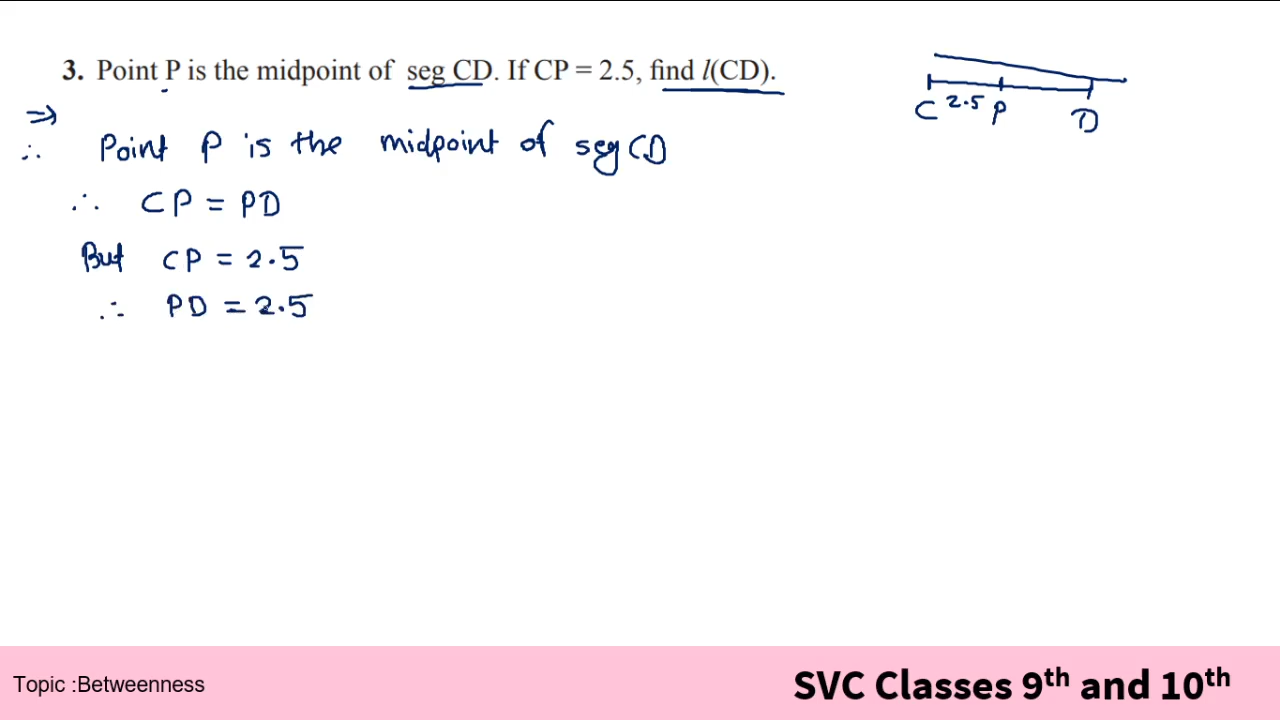 3. Point P is the midpoint of seg CD. If CP = 2.5, find l(CD).
C 2.5 P D
⇒
∴ Point P is the midpoint of seg CD
∴ CP = PD
But CP = 2.5
∴ PD = 2.5
Topic :Betweenness
SVC Classes 9th and 10th